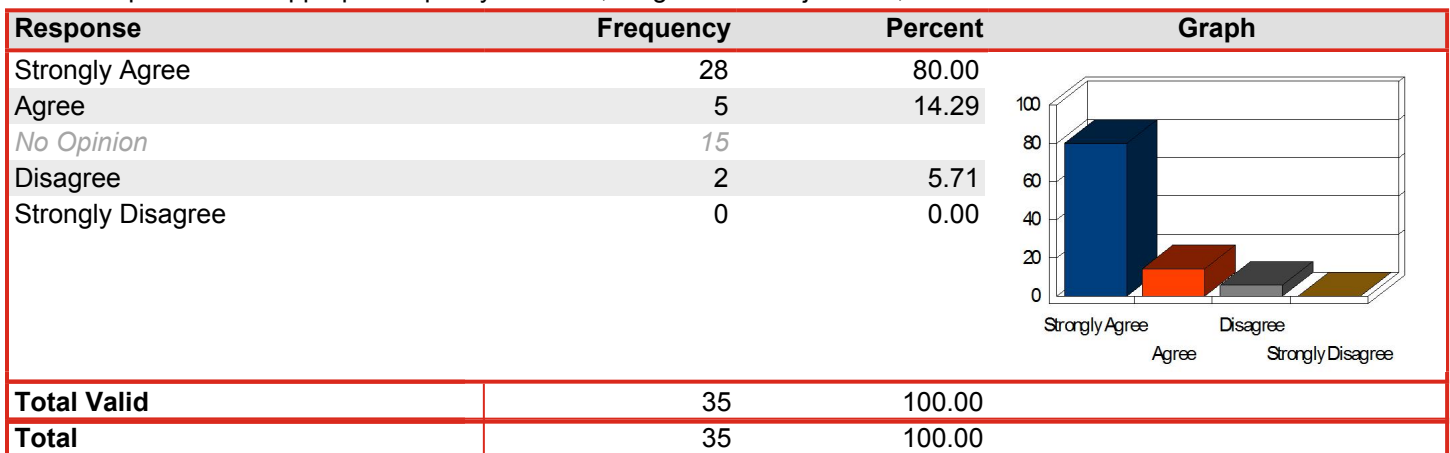 Response Frequency Percent Graph
Strongly Agree 28 80.00
Agree 5 14.29
No Opinion 15
Disagree 2 5.71
Strongly Disagree 0 0.00
100
80
60
40
20
0
Strongly Agree Disagree
Agree Strongly Disagree
Total Valid 35 100.00
Total 35 100.00